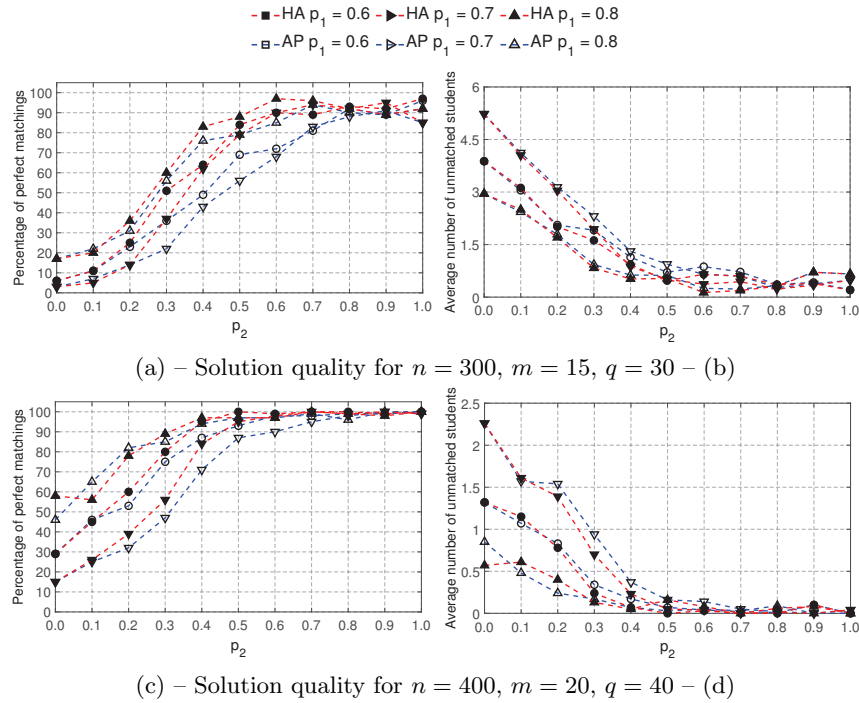 HA p1 = 0.6 HA p1 = 0.7 HA p1 = 0.8
AP p1 = 0.6 AP p1 = 0.7 AP p1 = 0.8
Percentage of perfect matchings
100
90
80
70
60
50
40
30
20
10
0
0.0 0.1 0.2 0.3 0.4 0.5 0.6 0.7 0.8 0.9 1.0
p2
Average number of unmatched students
6
4.5
3
1.5
0
0.0 0.1 0.2 0.3 0.4 0.5 0.6 0.7 0.8 0.9 1.0
p2
(a) – Solution quality for n = 300, m = 15, q = 30 – (b)
Percentage of perfect matchings
100
90
80
70
60
50
40
30
20
10
0
0.0 0.1 0.2 0.3 0.4 0.5 0.6 0.7 0.8 0.9 1.0
p2
Average number of unmatched students
2.5
2
1.5
1
0.5
0
0.0 0.1 0.2 0.3 0.4 0.5 0.6 0.7 0.8 0.9 1.0
p2
(c) – Solution quality for n = 400, m = 20, q = 40 – (d)